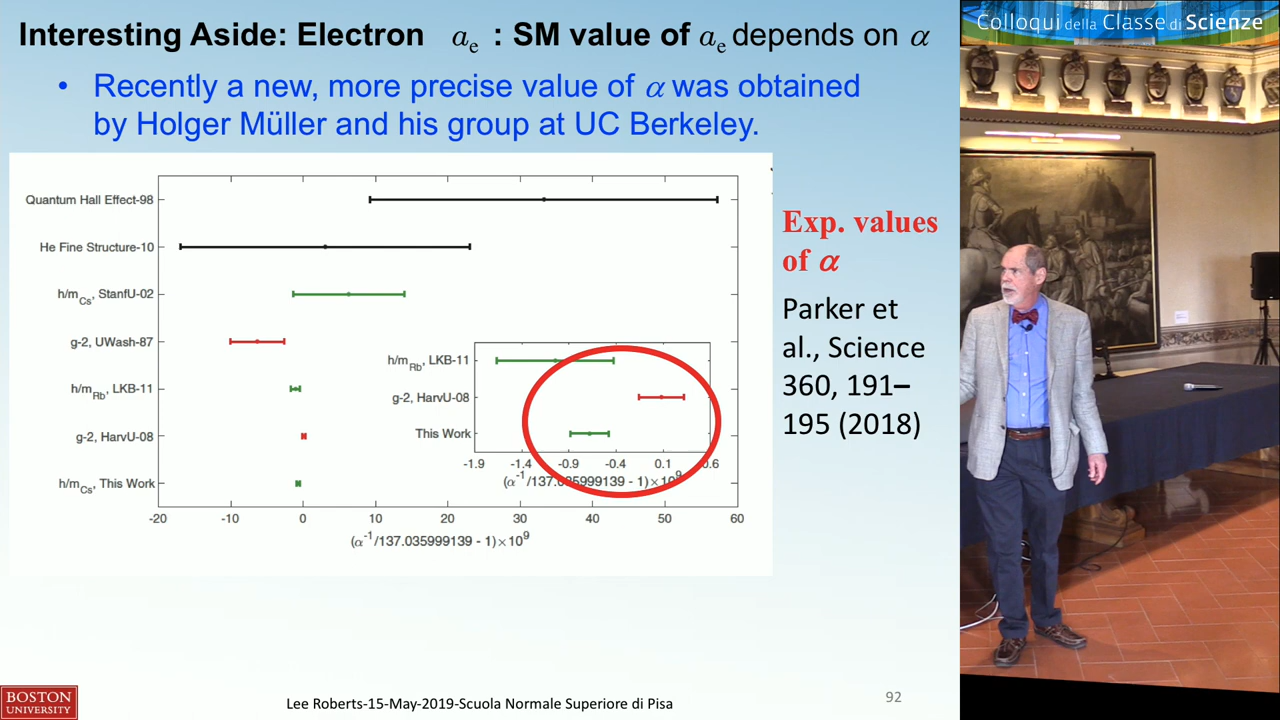 Interesting Aside: Electron aₑ : SM value of aₑ depends on α
• Recently a new, more precise value of α was obtained
by Holger Müller and his group at UC Berkeley.
Quantum Hall Effect-98
He Fine Structure-10
h/m_Cs, StanfU-02
g-2, UWash-87
h/m_Rb, LKB-11
g-2, HarvU-08
h/m_Cs, This Work
-20 -10 0 10 20 30 40 50 60
(α⁻¹/137.035999139 - 1)×10⁹
h/m_Rb, LKB-11
g-2, HarvU-08
This Work
-1.9 -1.4 -0.9 -0.4 0.1 0.6
(α⁻¹/137.035999139 - 1)×10⁹
Exp. values
of α
Parker et
al., Science
360, 191–
195 (2018)
BOSTON
UNIVERSITY
Lee Roberts-15-May-2019-Scuola Normale Superiore di Pisa
92
Colloqui della Classe di Scienze